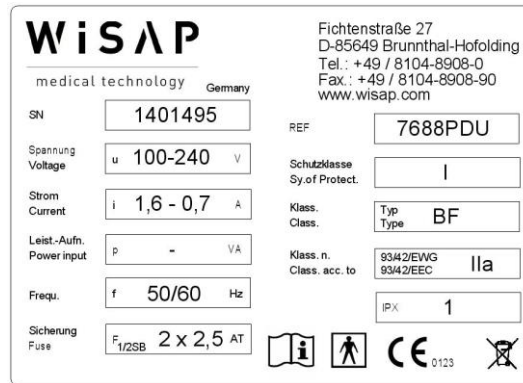 WiSAP
medical technology Germany
Fichtenstraße 27
D-85649 Brunnthal-Hofolding
Tel.: +49 / 8104-8908-0
Fax.: +49 / 8104-8908-90
www.wisap.com
SN 1401495
Spannung
Voltage
u 100-240 V
Strom
Current
i 1,6 - 0,7 A
Leist.-Aufn.
Power input
p - VA
Frequ. f 50/60 Hz
Sicherung
Fuse
F1/2SB 2 x 2,5 AT
REF 7688PDU
Schutzklasse
Sy.of Protect.
I
Klass.
Class.
Typ
Type
BF
Klass. n.
Class. acc. to
93/42/EWG
93/42/EEC
IIa
IPX 1
i
CE 0123